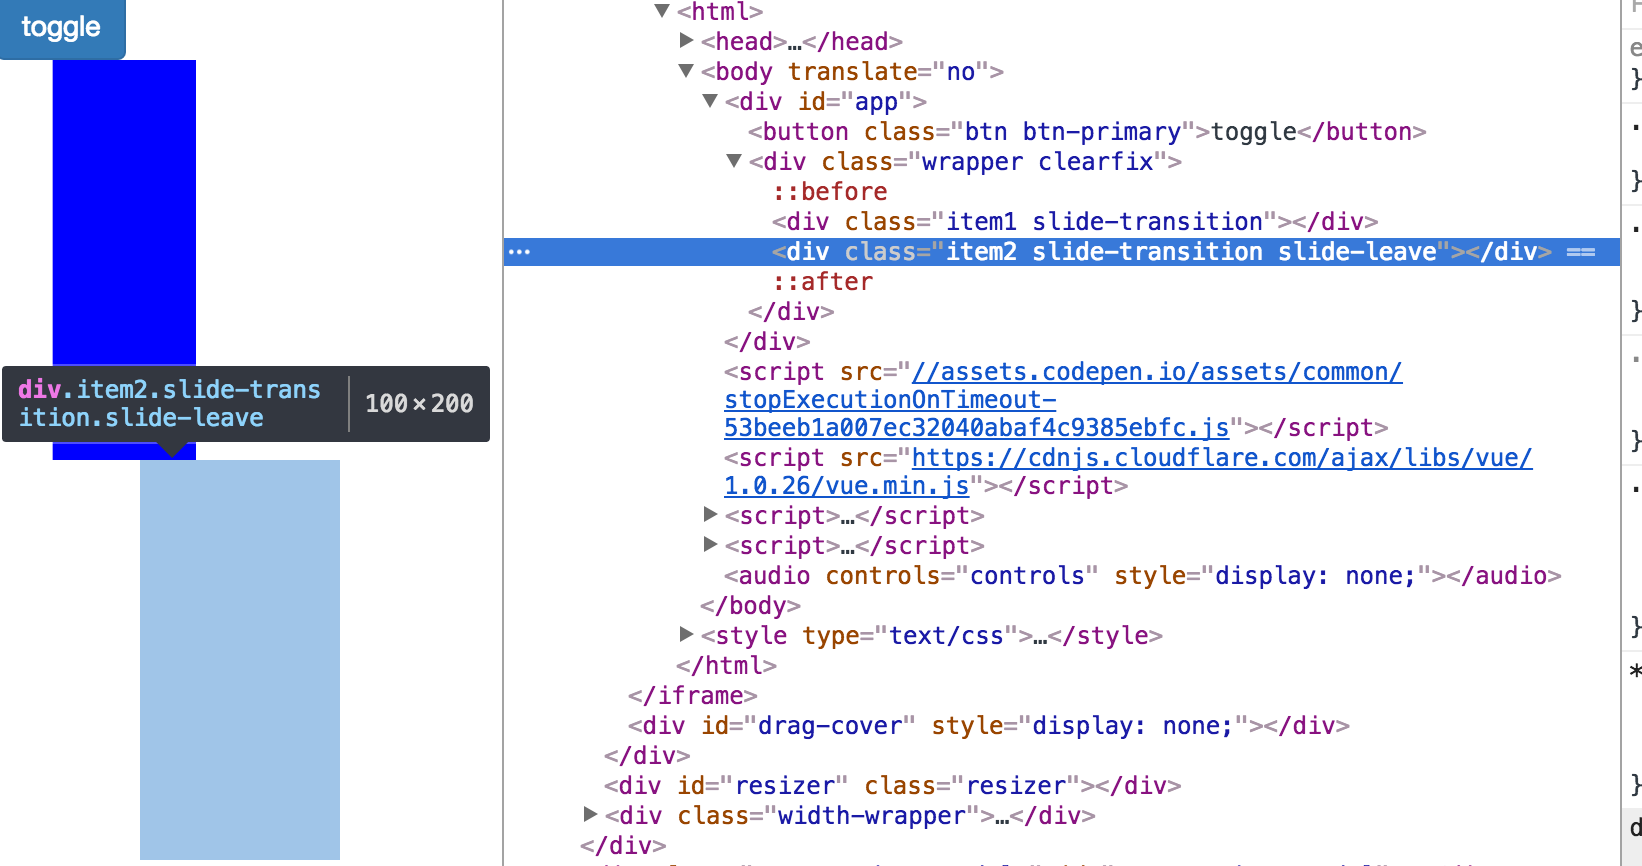 toggle
div.item2.slide-trans
ition.slide-leave
100 × 200
▼<html>
▶<head>…</head>
▼<body translate="no">
▼<div id="app">
<button class="btn btn-primary">toggle</button>
▼<div class="wrapper clearfix">
::before
<div class="item1 slide-transition"></div>
… <div class="item2 slide-transition slide-leave"></div> ==
::after
</div>
</div>
<script src="//assets.codepen.io/assets/common/
stopExecutionOnTimeout-
53beeb1a007ec32040abaf4c9385ebfc.js"></script>
<script src="https://cdnjs.cloudflare.com/ajax/libs/vue/
1.0.26/vue.min.js"></script>
▶<script>…</script>
▶<script>…</script>
<audio controls="controls" style="display: none;"></audio>
</body>
▶<style type="text/css">…</style>
</html>
</iframe>
<div id="drag-cover" style="display: none;"></div>
</div>
<div id="resizer" class="resizer"></div>
▶<div class="width-wrapper">…</div>
</div>
e
}
.
}
.
}
.
}
.
}
*
}
d